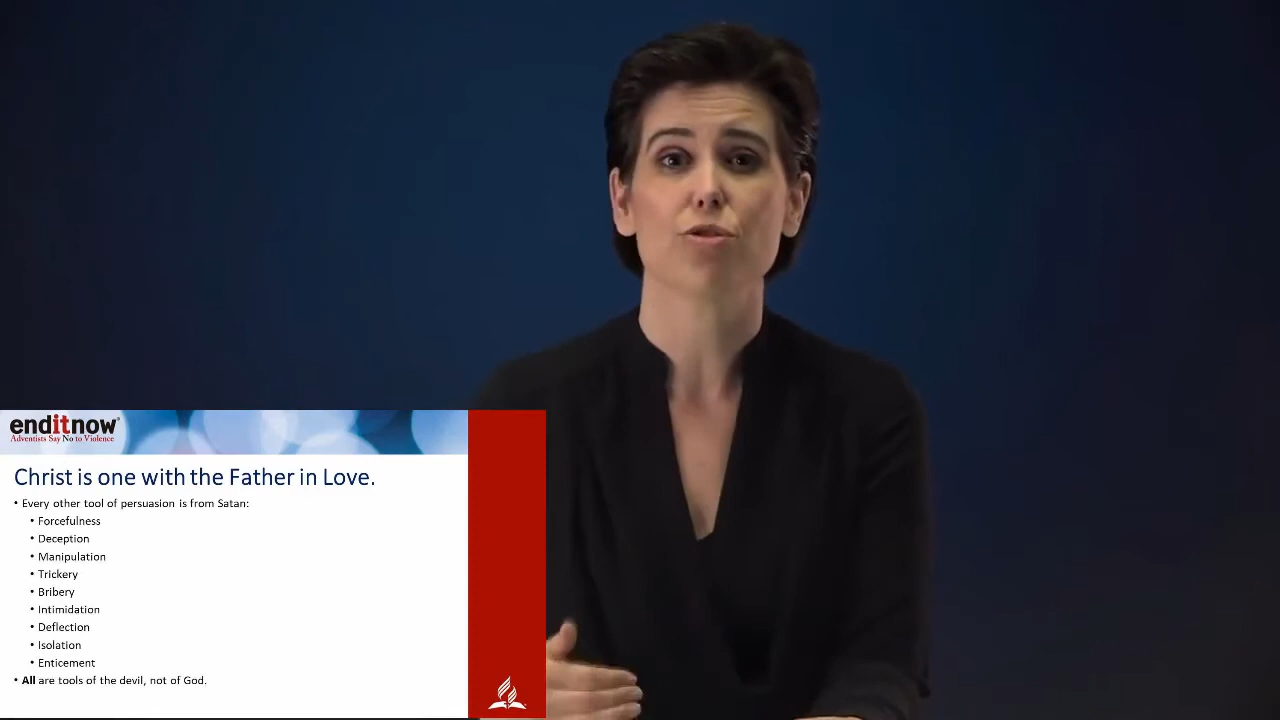 enditnow®
Adventists Say No to Violence
Christ is one with the Father in Love.
• Every other tool of persuasion is from Satan:
• Forcefulness
• Deception
• Manipulation
• Trickery
• Bribery
• Intimidation
• Deflection
• Isolation
• Enticement
• All are tools of the devil, not of God.